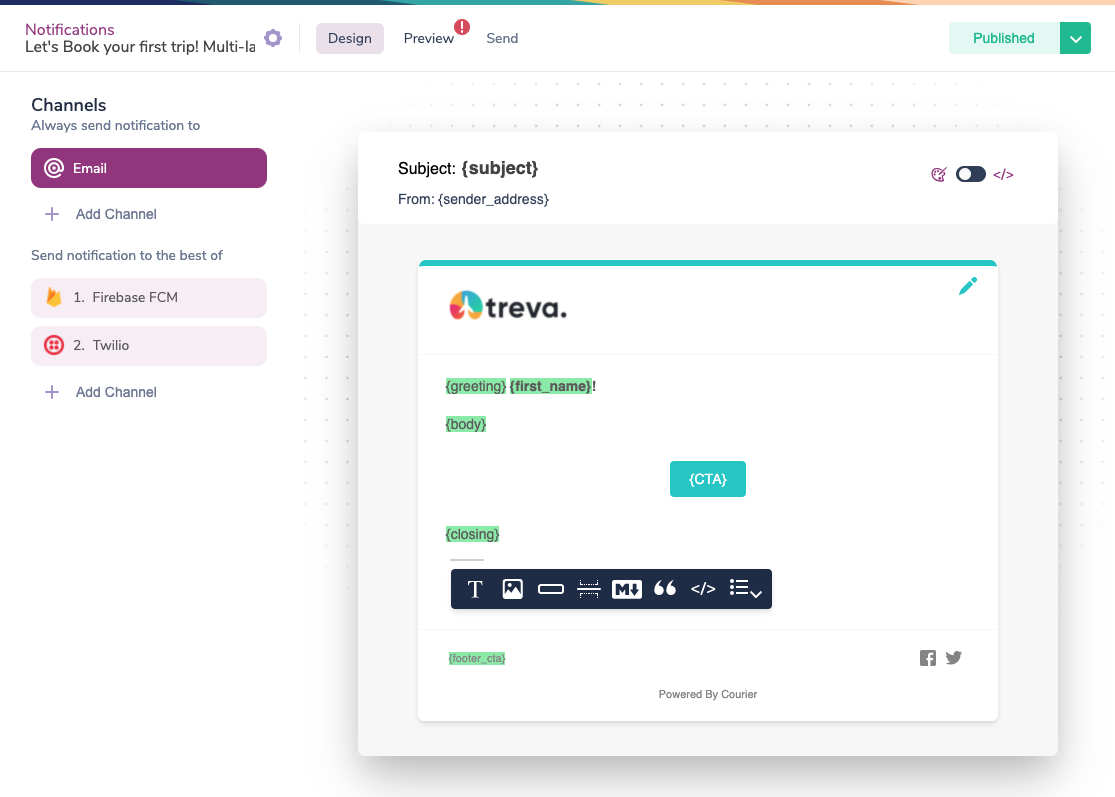 Notifications
Let's Book your first trip! Multi-la
Design
Preview
!
Send
Published
Channels
Always send notification to
Email
Add Channel
Send notification to the best of
1. Firebase FCM
2. Twilio
Add Channel
Subject: {subject}
From: {sender_address}
</>
treva.
{greeting} {first_name}!
{body}
{CTA}
{closing}
T
M
</>
{footer_cta}
Powered By Courier